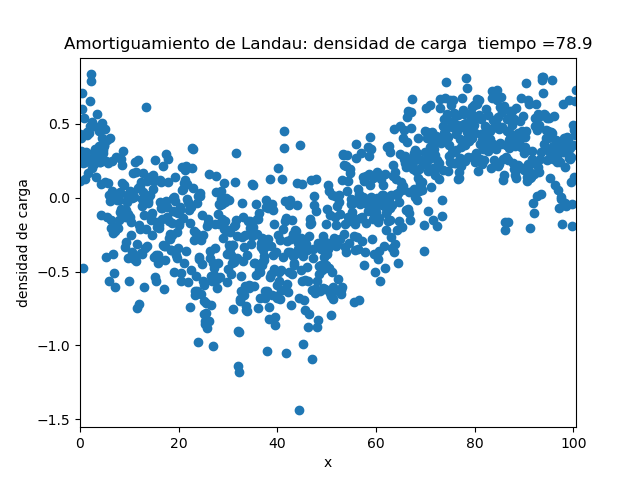 Amortiguamiento de Landau: densidad de carga  tiempo =78.9
densidad de carga
0.5
0.0
−0.5
−1.0
−1.5
0 20 40 60 80 100
x